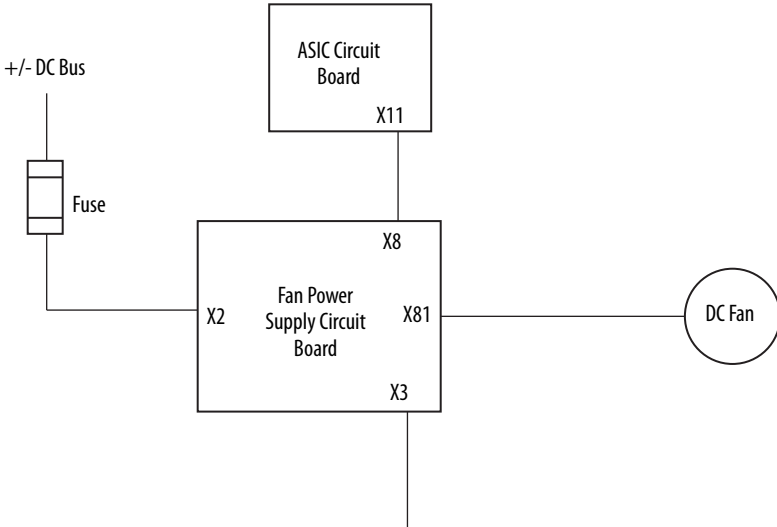 +/- DC Bus
ASIC Circuit
Board
X11
Fuse
X8
X2
Fan Power
Supply Circuit
Board
X81
X3
DC Fan